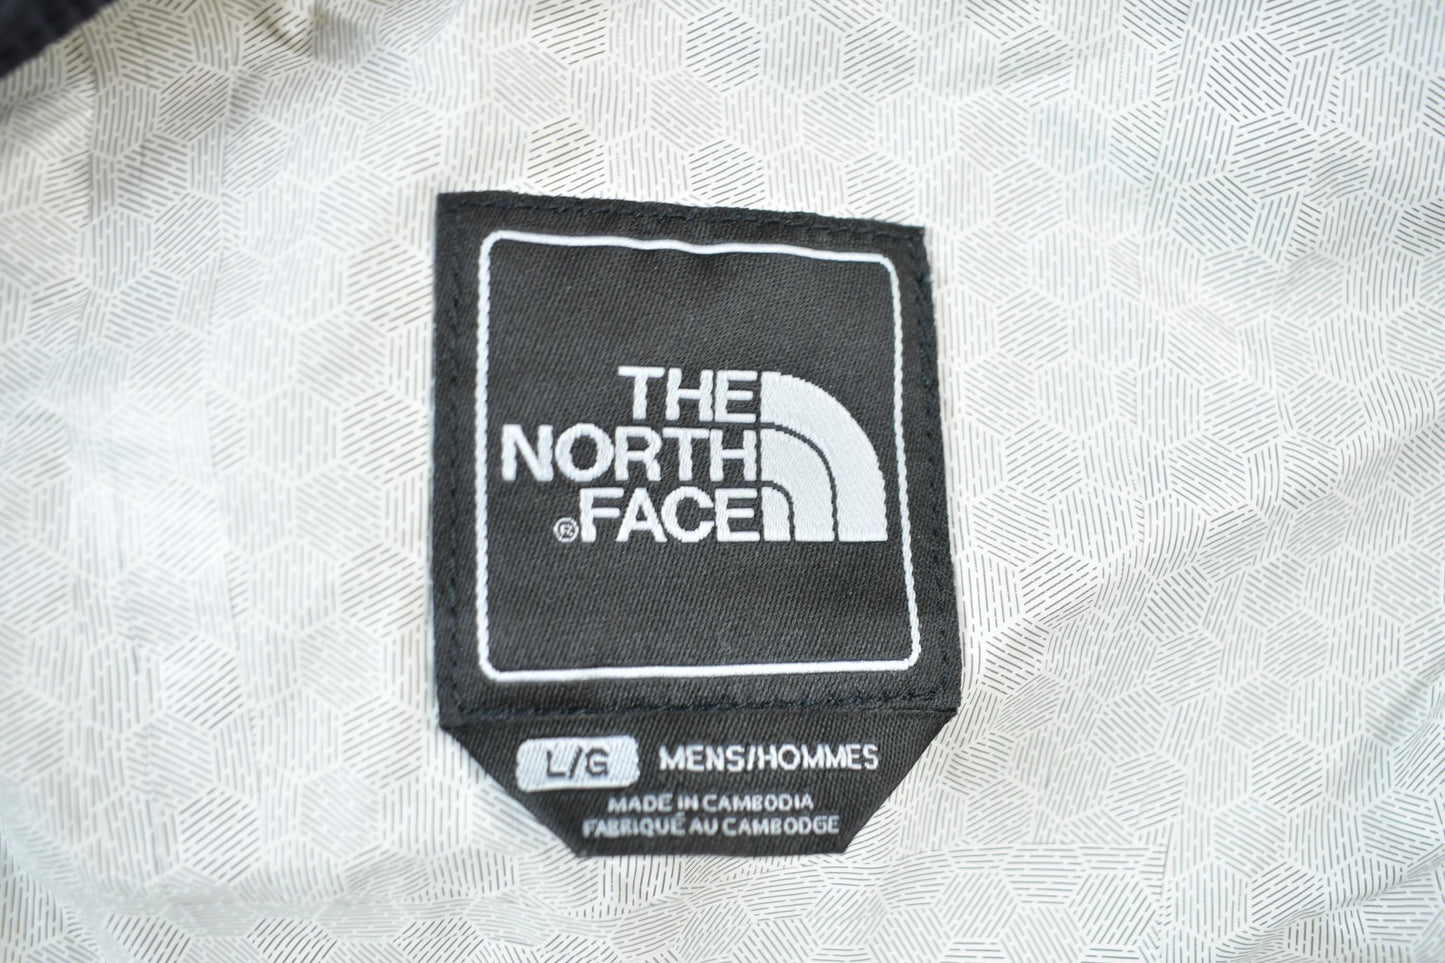 THE
NORTH
®FACE
L/G MENS/HOMMES
MADE IN CAMBODIA
FABRIQUÉ AU CAMBODGE